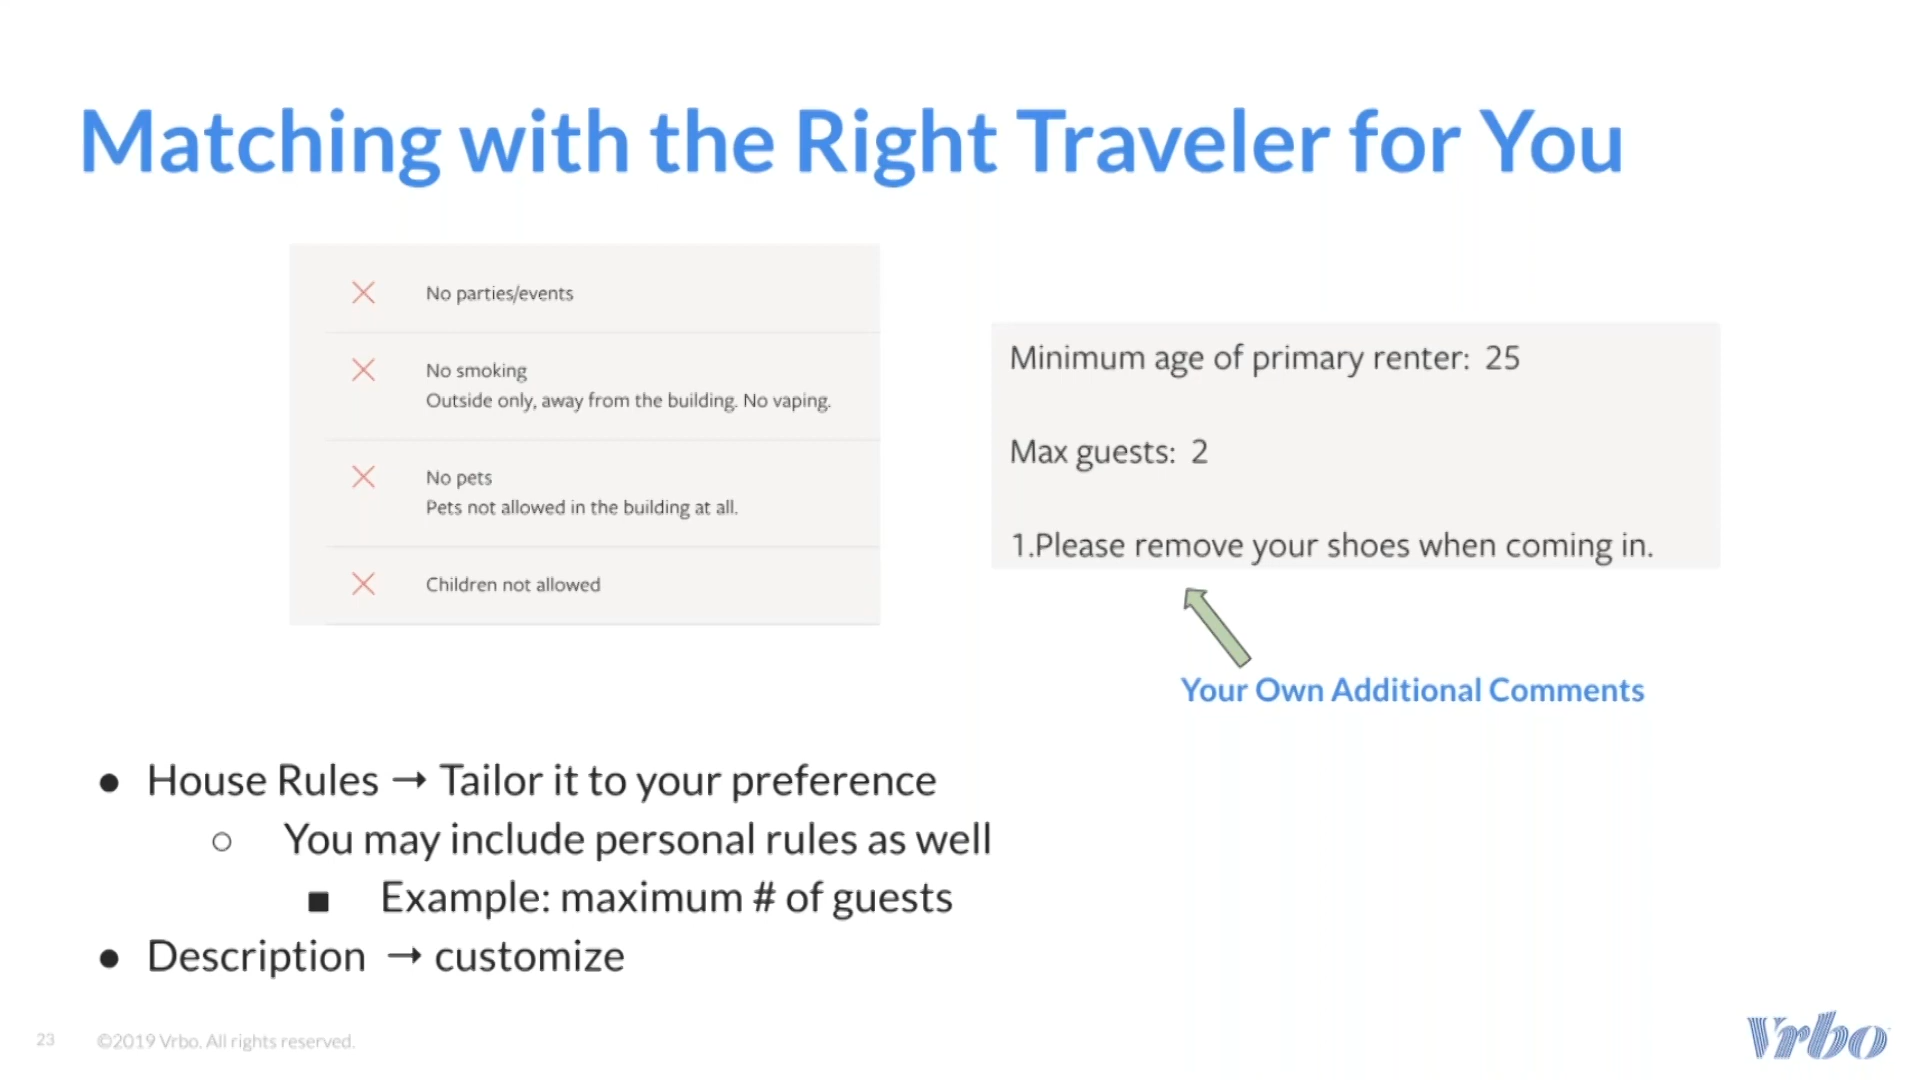 Matching with the Right Traveler for You
No parties/events
No smoking
Outside only, away from the building. No vaping.
No pets
Pets not allowed in the building at all.
Children not allowed
Minimum age of primary renter: 25
Max guests: 2
1.Please remove your shoes when coming in.
Your Own Additional Comments
● House Rules → Tailor it to your preference
○ You may include personal rules as well
■ Example: maximum # of guests
● Description → customize
23 ©2019 Vrbo. All rights reserved.
Vrbo